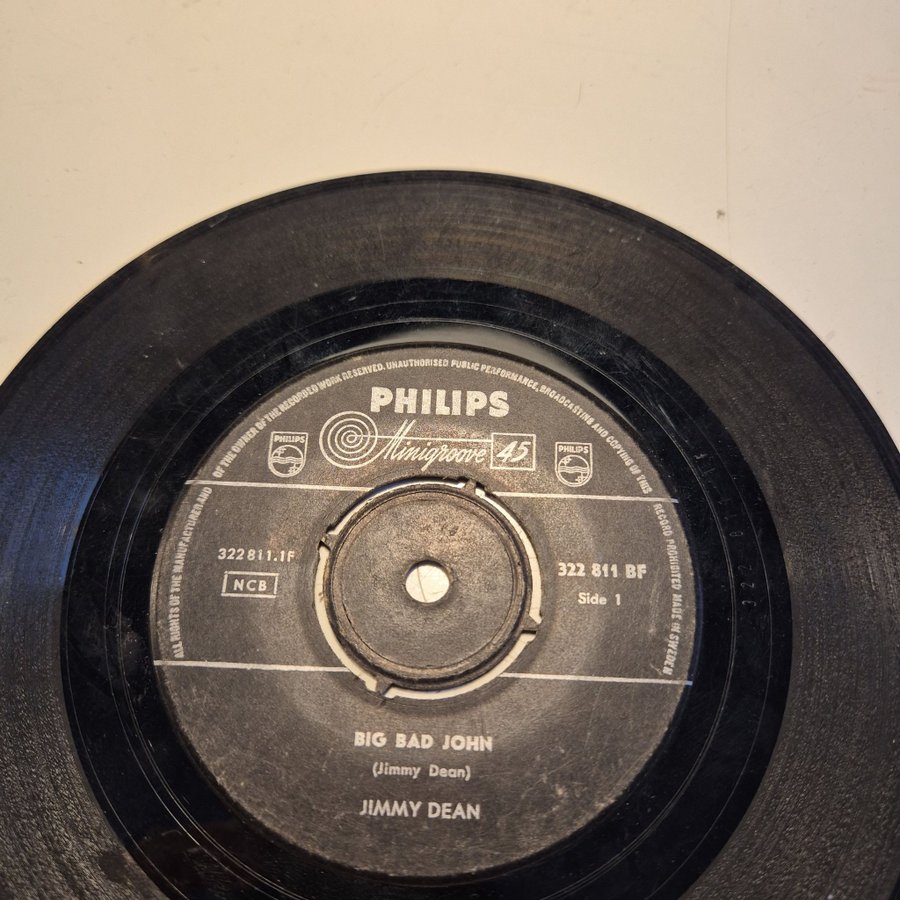 ALL RIGHTS OF THE MANUFACTURER AND OF THE OWNER OF THE RECORDED WORK RESERVED. UNAUTHORISED PUBLIC PERFORMANCE, BROADCASTING AND COPYING OF THIS RECORD PROHIBITED MADE IN SWEDEN
PHILIPS
Minigroove 45
PHILIPS
PHILIPS
322 811.1F
NCB
322 811 BF
Side 1
BIG BAD JOHN
(Jimmy Dean)
JIMMY DEAN